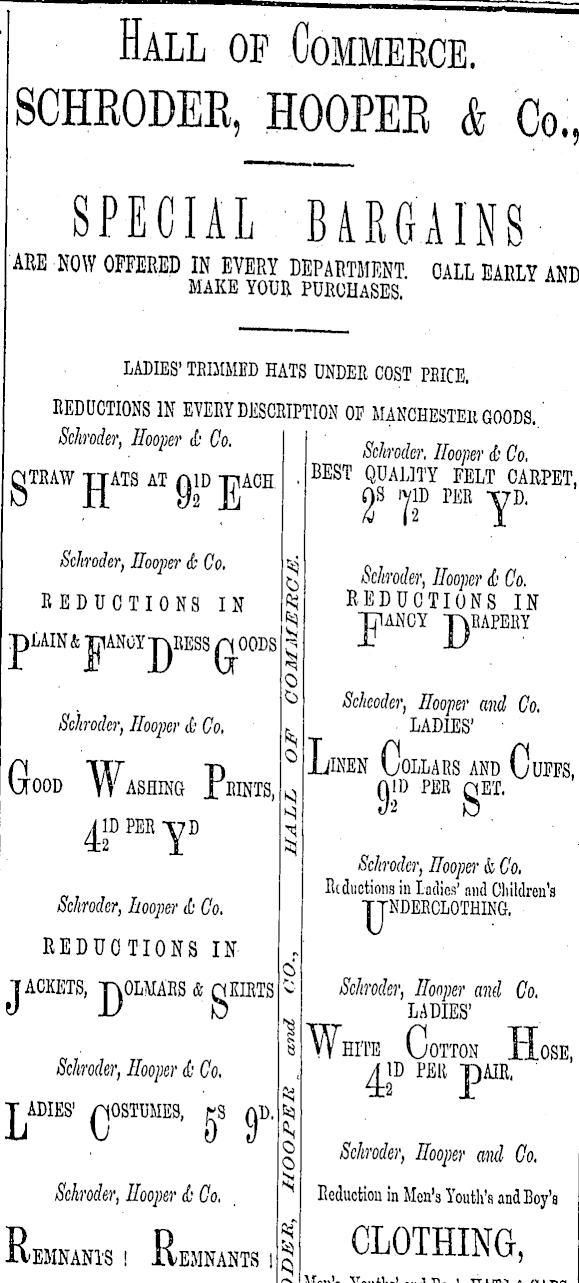 HALL OF COMMERCE.
SCHRODER, HOOPER & Co.,
SPECIAL BARGAINS
ARE NOW OFFERED IN EVERY DEPARTMENT. CALL EARLY AND
MAKE YOUR PURCHASES.
LADIES' TRIMMED HATS UNDER COST PRICE.
REDUCTIONS IN EVERY DESCRIPTION OF MANCHESTER GOODS.
Schroder, Hooper & Co.
STRAW HATS AT 9½D EACH
Schroder, Hooper & Co.
REDUCTIONS IN
PLAIN & FANCY DRESS GOODS
Schroder, Hooper & Co.
GOOD WASHING PRINTS,
4½D PER YD
Schroder, Hooper & Co.
REDUCTIONS IN
JACKETS, DOLMARS & SKIRTS
Schroder, Hooper & Co.
LADIES' COSTUMES, 5S 9D.
Schroder, Hooper & Co.
REMNANTS ! REMNANTS !
DER, HOOPER and CO., HALL OF COMMERCE.
Schroder. Hooper & Co.
BEST QUALITY FELT CARPET,
2S 7½D PER YD.
Schroder, Hooper & Co.
REDUCTIONS IN
FANCY DRAPERY
Scheoder, Hooper and Co.
LADIES'
LINEN COLLARS AND CUFFS,
9½D PER SET.
Schroder, Hooper & Co.
Reductions in Ladies' and Children's
UNDERCLOTHING.
Schroder, Hooper and Co.
LADIES'
WHITE COTTON HOSE,
4½D PER PAIR.
Schroder, Hooper and Co.
Reduction in Men's Youth's and Boy's
CLOTHING,